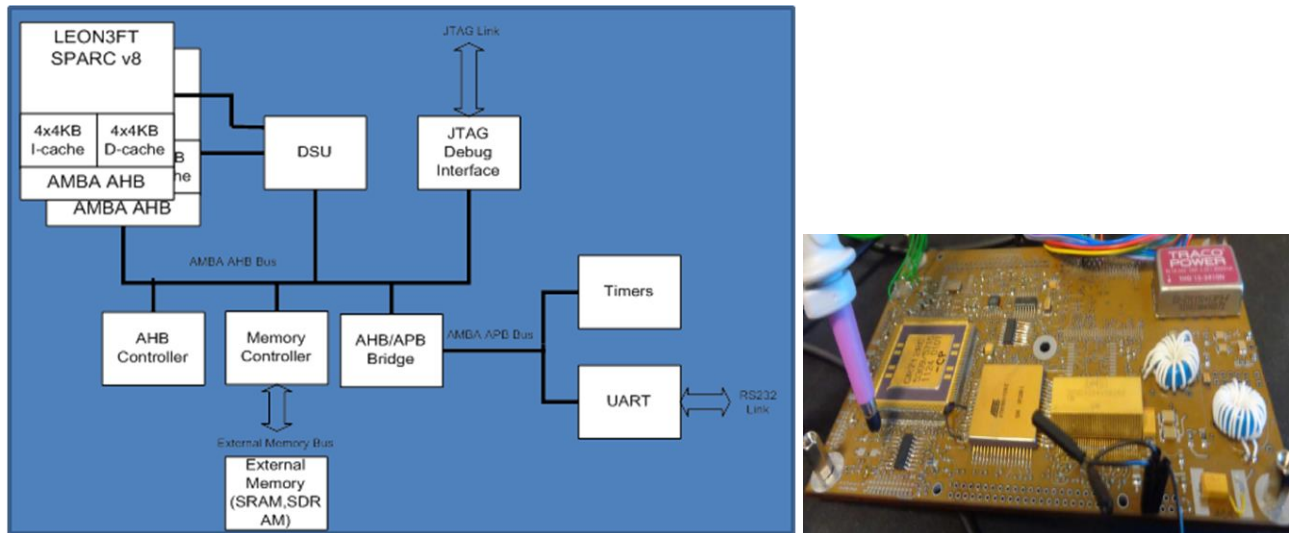 LEON3FT
SPARC v8
4x4KB
I-cache
4x4KB
D-cache
AMBA AHB
AMBA AHB
DSU
JTAG Link
JTAG
Debug
Interface
AMBA AHB Bus
AHB
Controller
Memory
Controller
AHB/APB
Bridge
AMBA APB Bus
Timers
UART
RS232
Link
External Memory Bus
External
Memory
(SRAM,SDR
AM)
TRACO
POWER